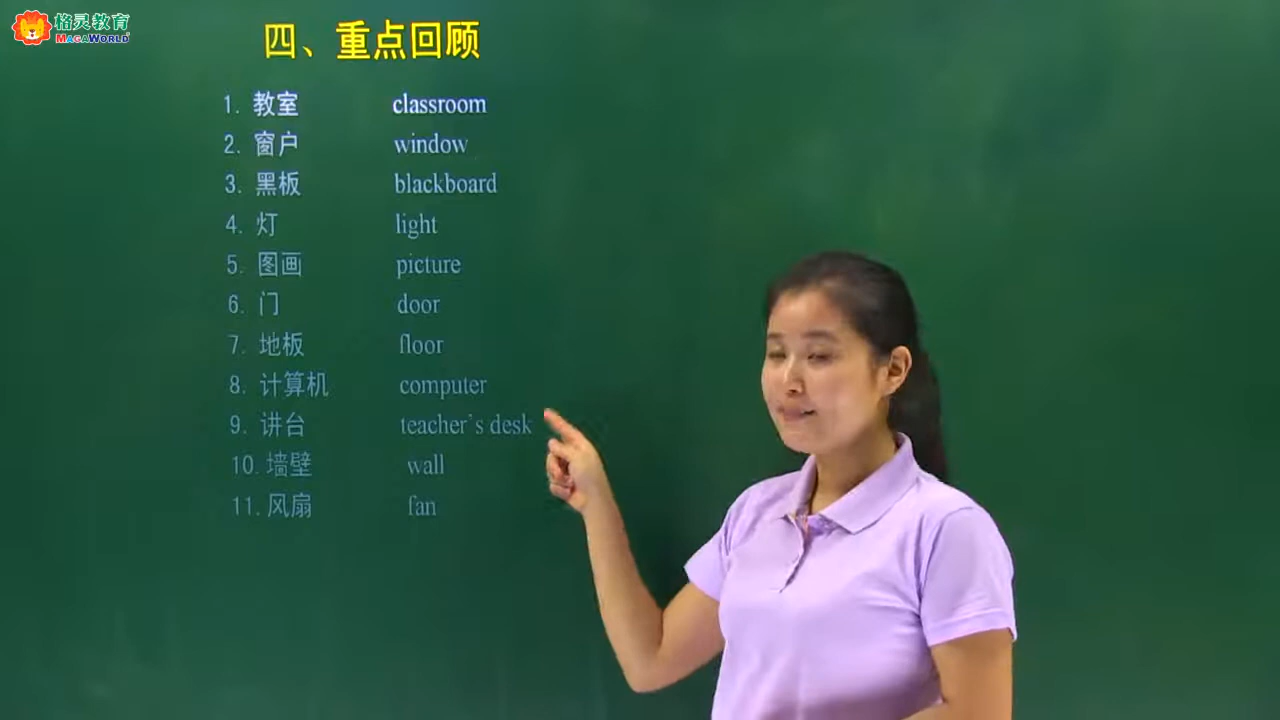 格灵教育
MAGAWORLD
四、重点回顾
1. 教室 classroom
2. 窗户 window
3. 黑板 blackboard
4. 灯 light
5. 图画 picture
6. 门 door
7. 地板 floor
8. 计算机 computer
9. 讲台 teacher's desk
10. 墙壁 wall
11. 风扇 fan